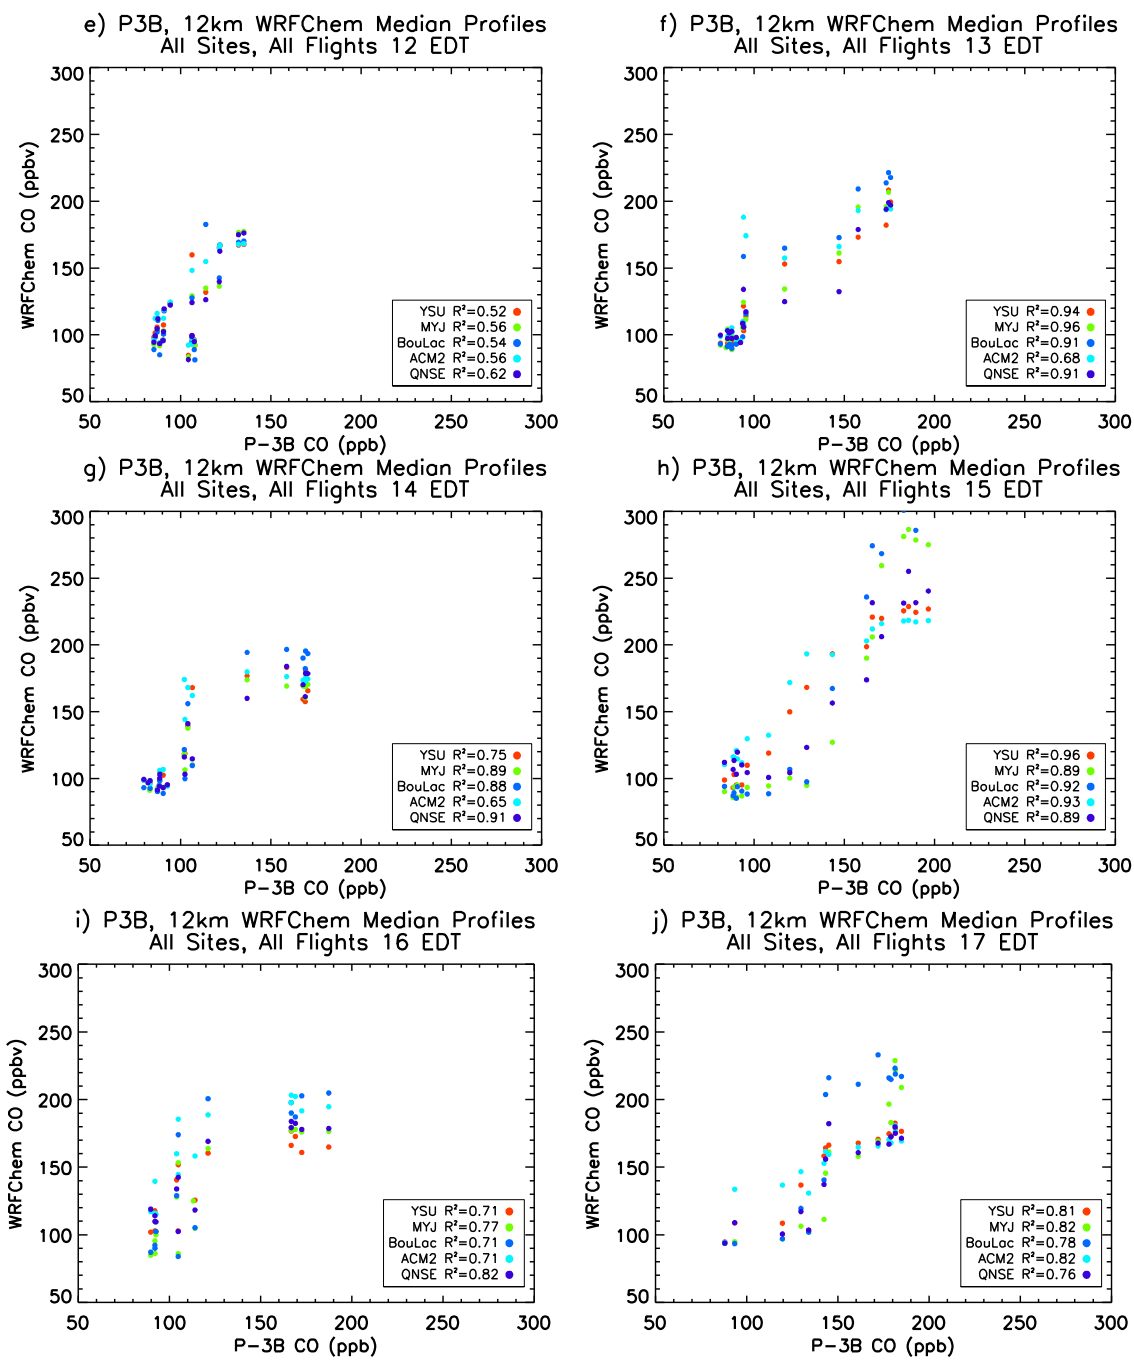 e) P3B, 12km WRFChem Median Profiles
All Sites, All Flights 12 EDT
300
250
200
150
100
50
WRFChem CO (ppbv)
YSU R²=0.52
MYJ R²=0.56
BouLac R²=0.54
ACM2 R²=0.56
QNSE R²=0.62
50 100 150 200 250 300
P-3B CO (ppb)
f) P3B, 12km WRFChem Median Profiles
All Sites, All Flights 13 EDT
300
250
200
150
100
50
WRFChem CO (ppbv)
YSU R²=0.94
MYJ R²=0.96
BouLac R²=0.91
ACM2 R²=0.68
QNSE R²=0.91
50 100 150 200 250 300
P-3B CO (ppb)
g) P3B, 12km WRFChem Median Profiles
All Sites, All Flights 14 EDT
300
250
200
150
100
50
WRFChem CO (ppbv)
YSU R²=0.75
MYJ R²=0.89
BouLac R²=0.88
ACM2 R²=0.65
QNSE R²=0.91
50 100 150 200 250 300
P-3B CO (ppb)
h) P3B, 12km WRFChem Median Profiles
All Sites, All Flights 15 EDT
300
250
200
150
100
50
WRFChem CO (ppbv)
YSU R²=0.96
MYJ R²=0.89
BouLac R²=0.92
ACM2 R²=0.93
QNSE R²=0.89
50 100 150 200 250 300
P-3B CO (ppb)
i) P3B, 12km WRFChem Median Profiles
All Sites, All Flights 16 EDT
300
250
200
150
100
50
WRFChem CO (ppbv)
YSU R²=0.71
MYJ R²=0.77
BouLac R²=0.71
ACM2 R²=0.71
QNSE R²=0.82
50 100 150 200 250 300
P-3B CO (ppb)
j) P3B, 12km WRFChem Median Profiles
All Sites, All Flights 17 EDT
300
250
200
150
100
50
WRFChem CO (ppbv)
YSU R²=0.81
MYJ R²=0.82
BouLac R²=0.78
ACM2 R²=0.82
QNSE R²=0.76
50 100 150 200 250 300
P-3B CO (ppb)